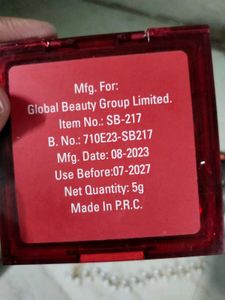 Mfg. For:
Global Beauty Group Limited.
Item No.: SB-217
B. No.: 710E23-SB217
Mfg. Date: 08-2023
Use Before:07-2027
Net Quantity: 5g
Made In P.R.C.